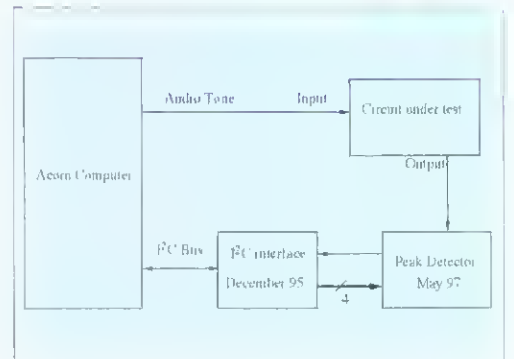 Audio Tone
Input
Circuit under test
Output
Acorn Computer
I²C Bus
I²C interface
December 95
4
Peak Detector
May 97